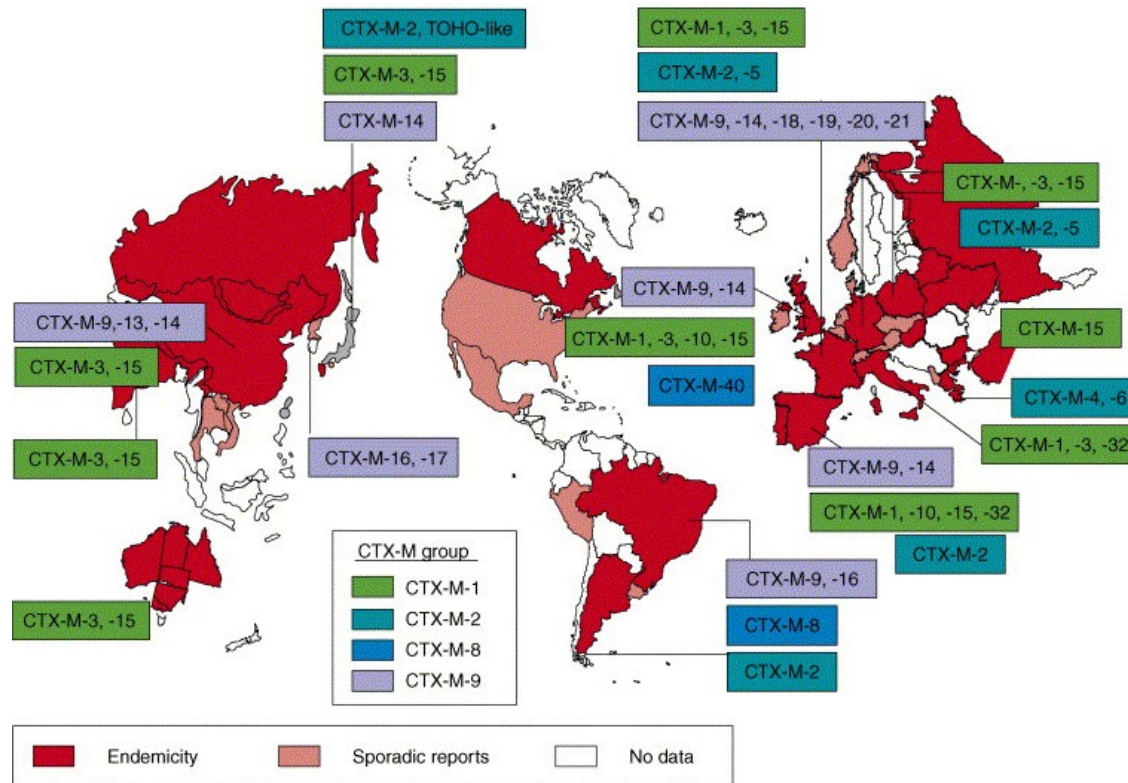 CTX-M-2, TOHO-like
CTX-M-3, -15
CTX-M-14
CTX-M-1, -3, -15
CTX-M-2, -5
CTX-M-9, -14, -18, -19, -20, -21
CTX-M-, -3, -15
CTX-M-2, -5
CTX-M-9, -14
CTX-M-1, -3, -10, -15
CTX-M-40
CTX-M-9,-13, -14
CTX-M-3, -15
CTX-M-3, -15
CTX-M-16, -17
CTX-M-15
CTX-M-4, -6
CTX-M-1, -3, -32
CTX-M-9, -14
CTX-M-1, -10, -15, -32
CTX-M-2
CTX-M-3, -15
CTX-M-9, -16
CTX-M-8
CTX-M-2
CTX-M group
CTX-M-1
CTX-M-2
CTX-M-8
CTX-M-9
Endemicity
Sporadic reports
No data